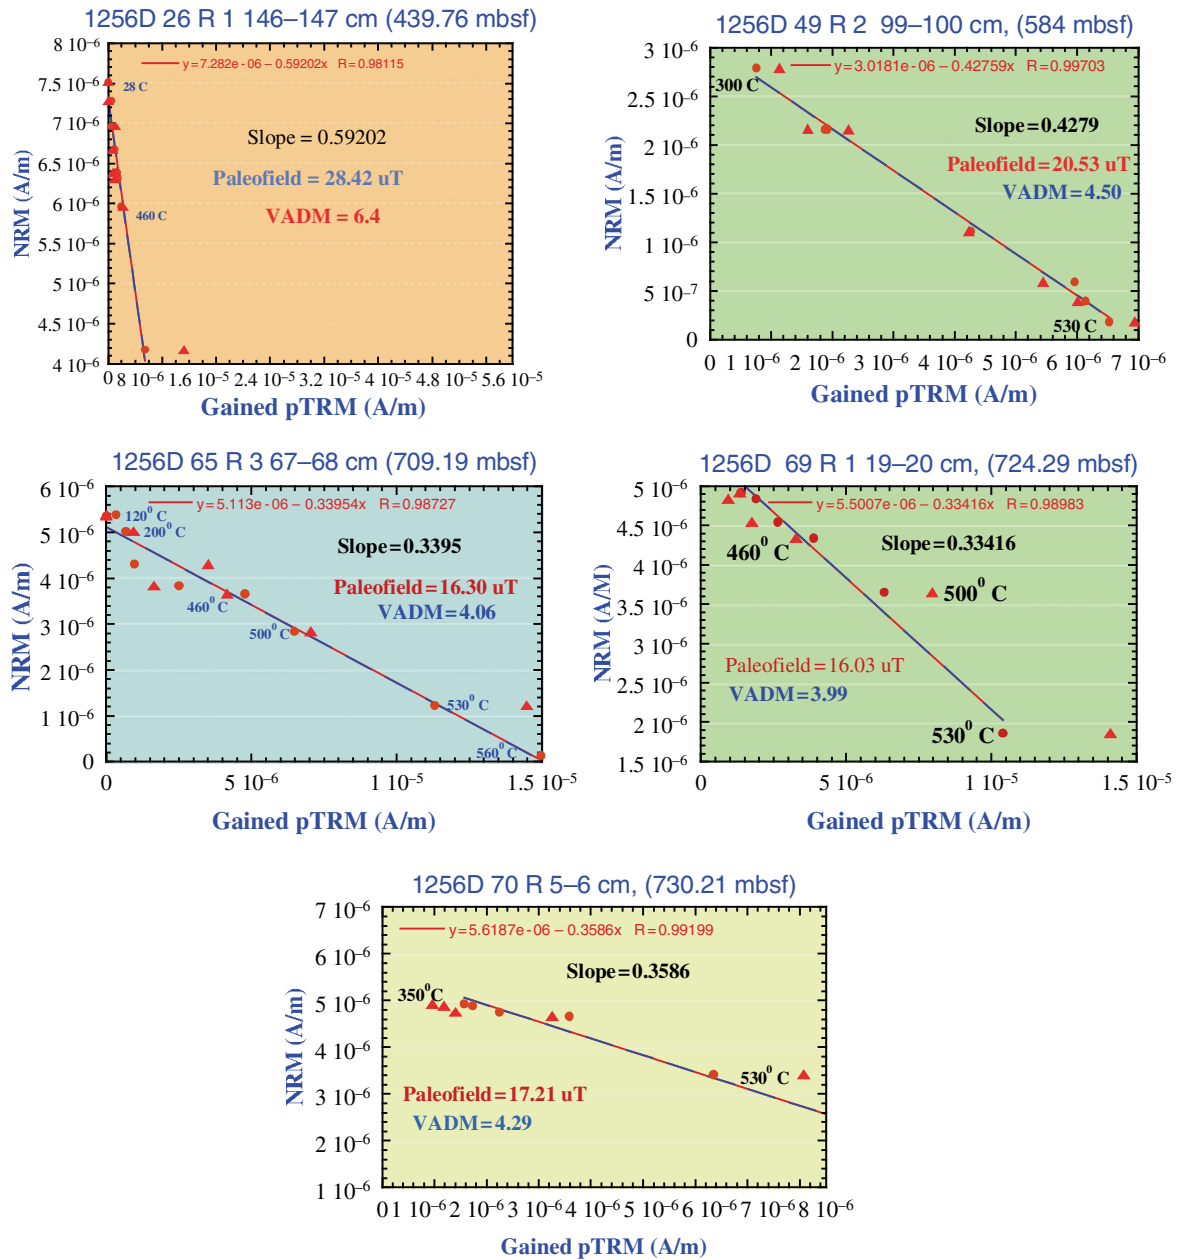 1256D 26 R 1 146–147 cm (439.76 mbsf)
8 10⁻⁶
7.5 10⁻⁶
7 10⁻⁶
6.5 10⁻⁶
6 10⁻⁶
5.5 10⁻⁶
5 10⁻⁶
4.5 10⁻⁶
4 10⁻⁶
NRM (A/m)
y=7.282e-06 – 0.59202x R=0.98115
28 C
Slope = 0.59202
Paleofield = 28.42 uT
VADM = 6.4
460 C
0 8 10⁻⁶ 1.6 10⁻⁵ 2.4 10⁻⁵ 3.2 10⁻⁵ 4 10⁻⁵ 4.8 10⁻⁵ 5.6 10⁻⁵
Gained pTRM (A/m)
1256D 49 R 2 99–100 cm, (584 mbsf)
3 10⁻⁶
2.5 10⁻⁶
2 10⁻⁶
1.5 10⁻⁶
1 10⁻⁶
5 10⁻⁷
0
NRM (A/m)
y=3.0181e-06 – 0.42759x R=0.99703
300 C
Slope=0.4279
Paleofield=20.53 uT
VADM=4.50
530 C
0 1 10⁻⁶ 2 10⁻⁶ 3 10⁻⁶ 4 10⁻⁶ 5 10⁻⁶ 6 10⁻⁶ 7 10⁻⁶
Gained pTRM (A/m)
1256D 65 R 3 67–68 cm (709.19 mbsf)
6 10⁻⁶
5 10⁻⁶
4 10⁻⁶
3 10⁻⁶
2 10⁻⁶
1 10⁻⁶
0
NRM (A/m)
y=5.113e-06 – 0.33954x R=0.98727
120⁰ C
200⁰ C
Slope=0.3395
Paleofield=16.30 uT
VADM=4.06
460⁰ C
500⁰ C
530⁰ C
560⁰ C
0 5 10⁻⁶ 1 10⁻⁵ 1.5 10⁻⁵
Gained pTRM (A/m)
1256D 69 R 1 19–20 cm, (724.29 mbsf)
5 10⁻⁶
4.5 10⁻⁶
4 10⁻⁶
3.5 10⁻⁶
3 10⁻⁶
2.5 10⁻⁶
2 10⁻⁶
1.5 10⁻⁶
NRM (A/M)
y=5.5007e-06 – 0.33416x R=0.98983
460⁰ C
Slope=0.33416
500⁰ C
Paleofield=16.03 uT
VADM=3.99
530⁰ C
0 5 10⁻⁶ 1 10⁻⁵ 1.5 10⁻⁵
Gained pTRM (A/m)
1256D 70 R 5–6 cm, (730.21 mbsf)
7 10⁻⁶
6 10⁻⁶
5 10⁻⁶
4 10⁻⁶
3 10⁻⁶
2 10⁻⁶
1 10⁻⁶
NRM (A/m)
y=5.6187e-06 – 0.3586x R=0.99199
Slope=0.3586
350⁰C
530⁰ C
Paleofield=17.21 uT
VADM=4.29
0 1 10⁻⁶ 2 10⁻⁶ 3 10⁻⁶ 4 10⁻⁶ 5 10⁻⁶ 6 10⁻⁶ 7 10⁻⁶ 8 10⁻⁶
Gained pTRM (A/m)